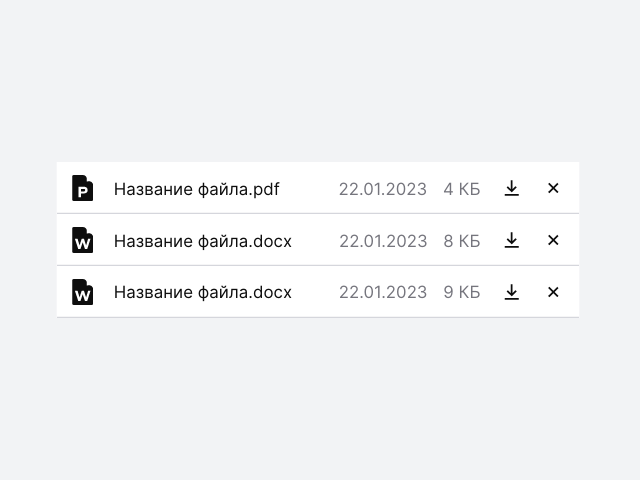 P Название файла.pdf 22.01.2023 4 КБ
W Название файла.docx 22.01.2023 8 КБ
W Название файла.docx 22.01.2023 9 КБ